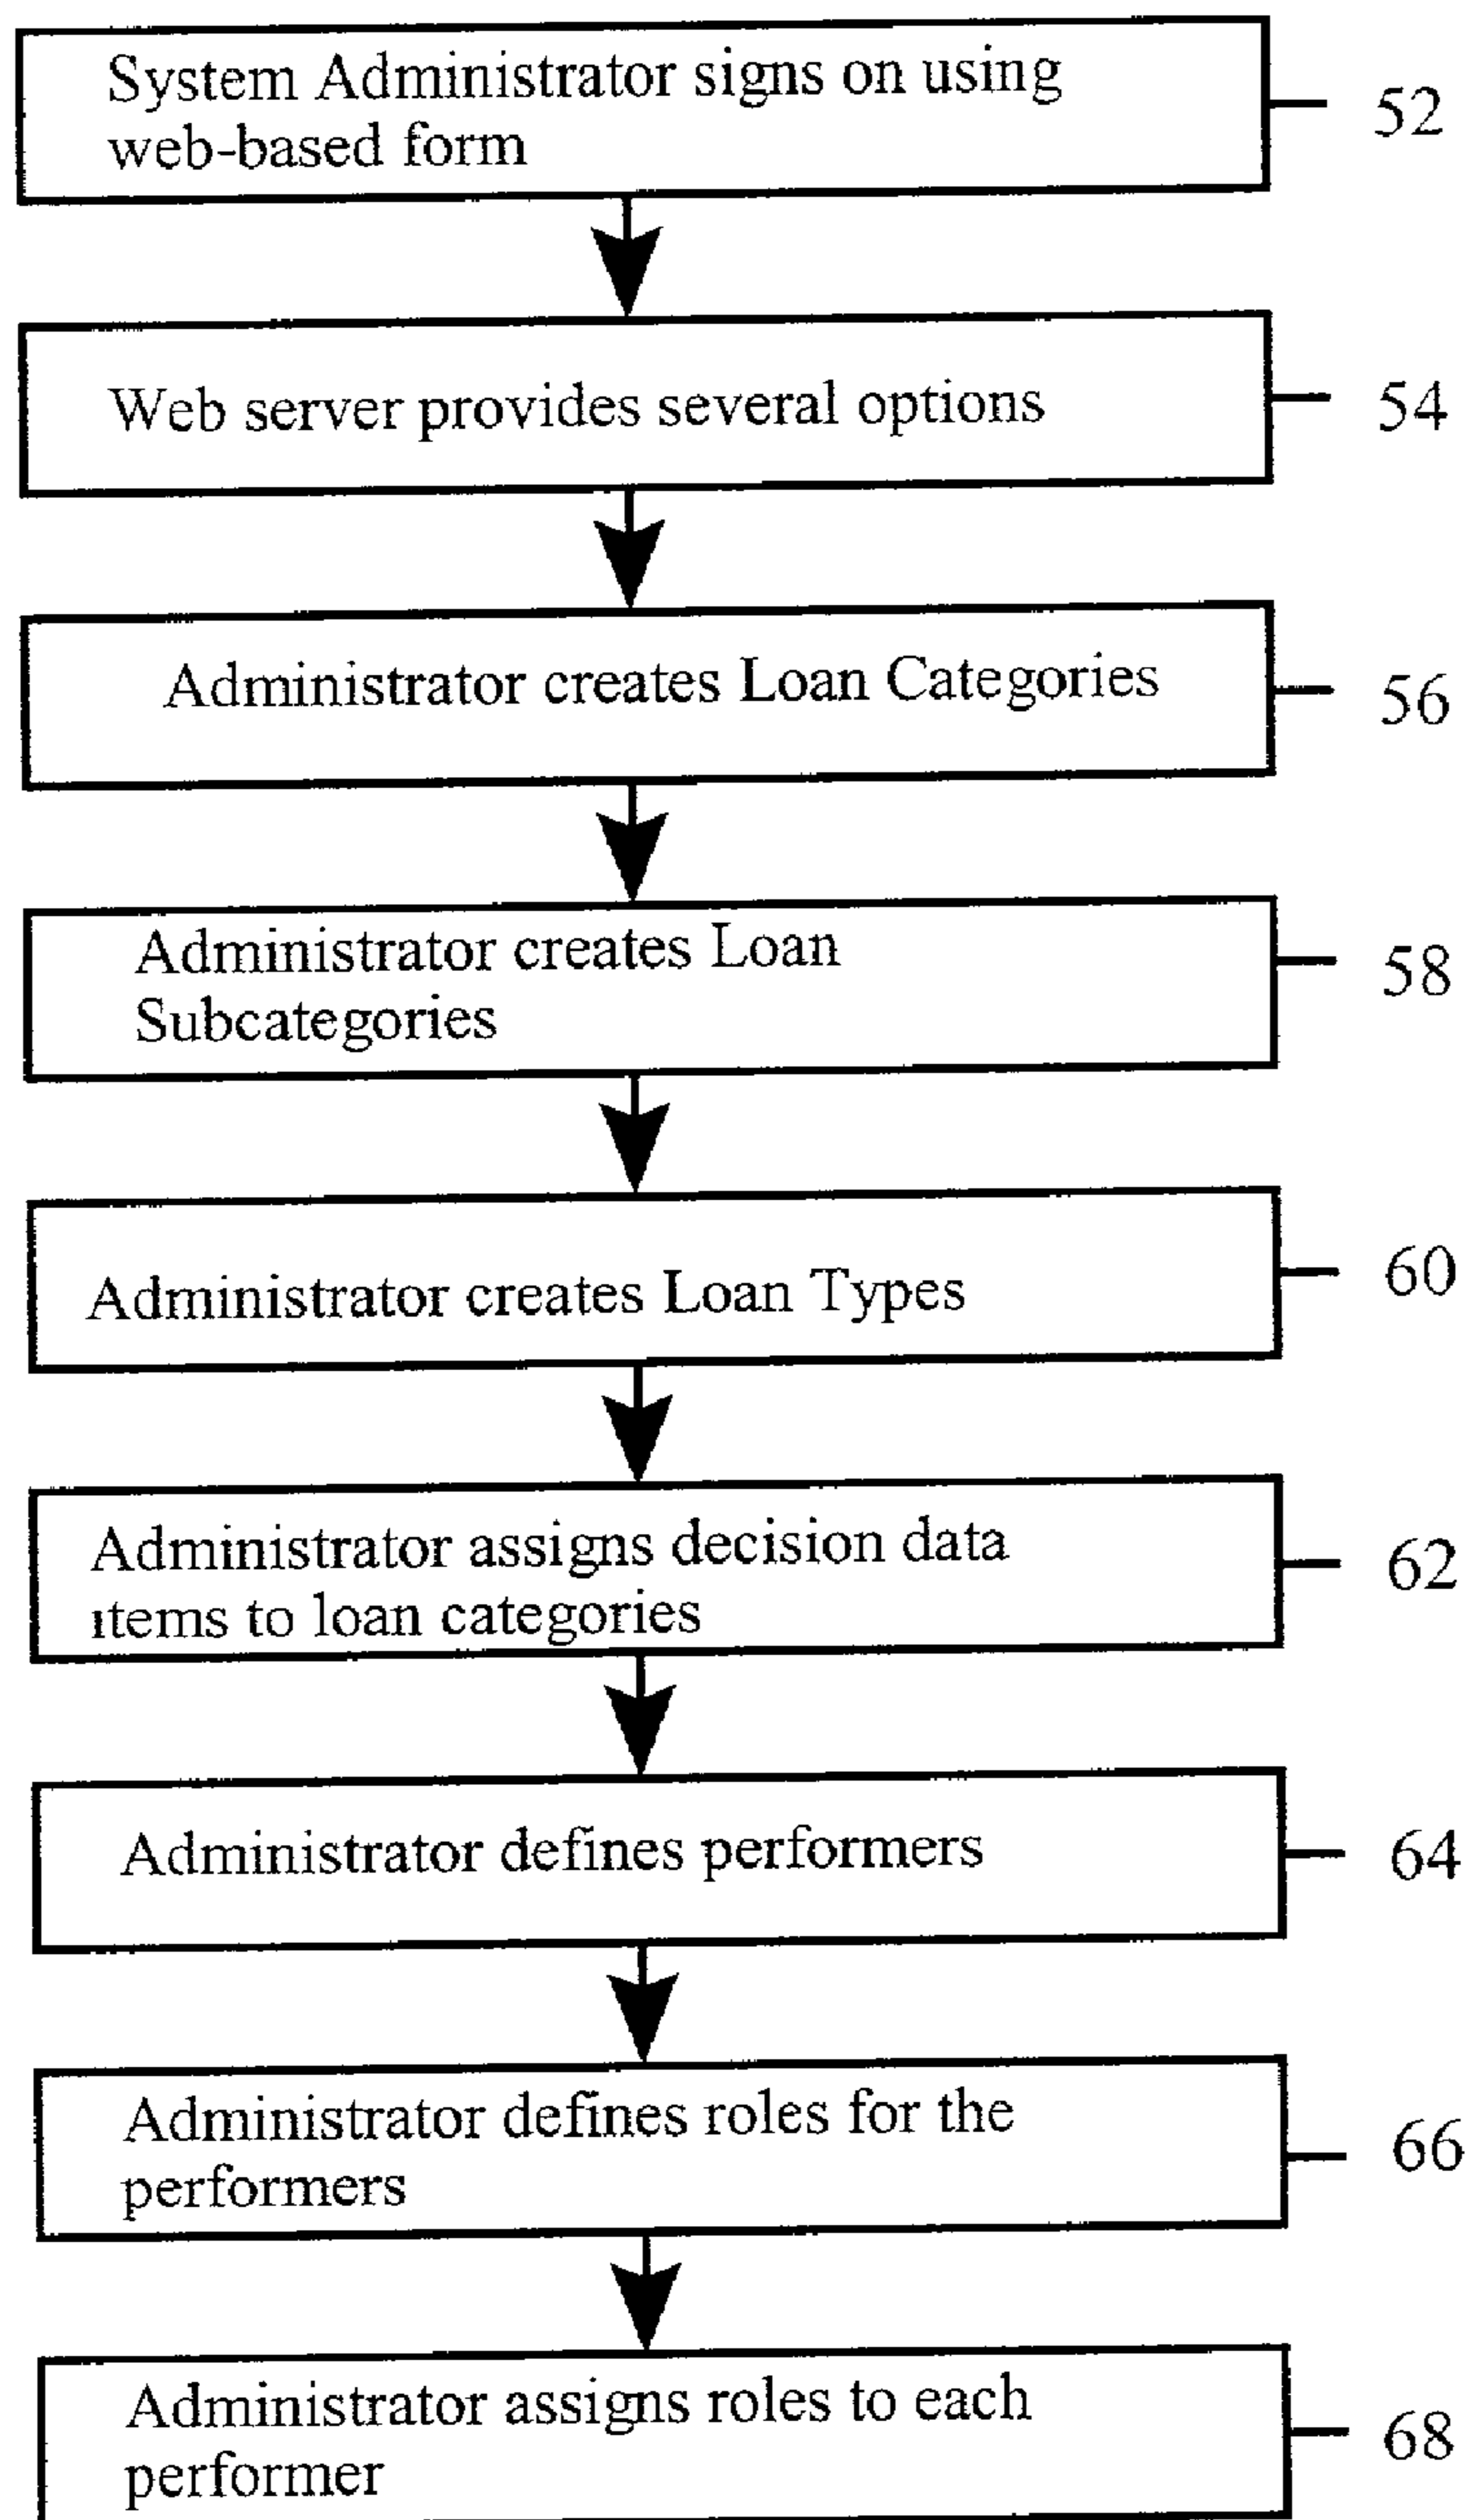 System Administrator signs on using
web-based form
52
Web server provides several options
54
Administrator creates Loan Categories
56
Administrator creates Loan
Subcategories
58
Administrator creates Loan Types
60
Administrator assigns decision data
items to loan categories
62
Administrator defines performers
64
Administrator defines roles for the
performers
66
Administrator assigns roles to each
performer
68